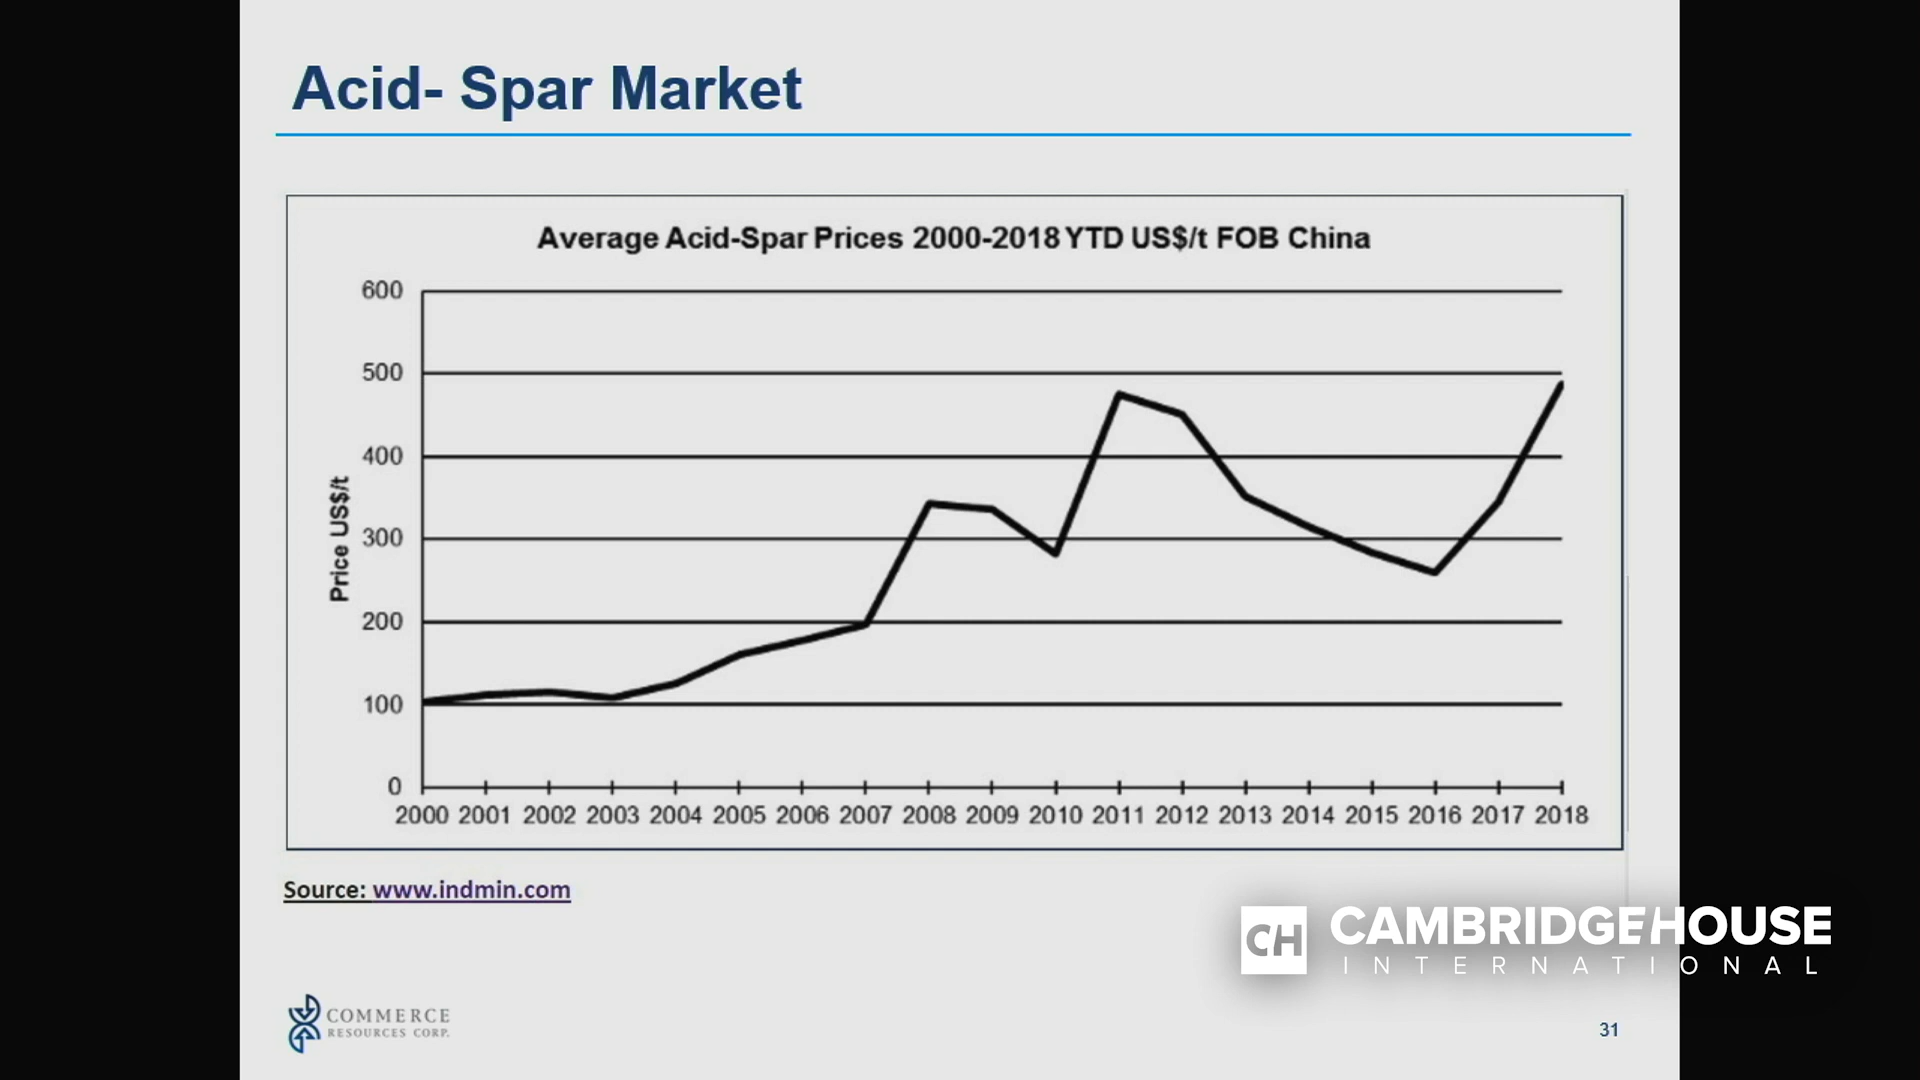 Acid- Spar Market
Average Acid-Spar Prices 2000-2018 YTD US$/t FOB China
600
500
400
300
200
100
0
Price US$/t
2000 2001 2002 2003 2004 2005 2006 2007 2008 2009 2010 2011 2012 2013 2014 2015 2016 2017 2018
Source: www.indmin.com
CH CAMBRIDGEHOUSE
INTERNATIONAL
COMMERCE
RESOURCES CORP.
31